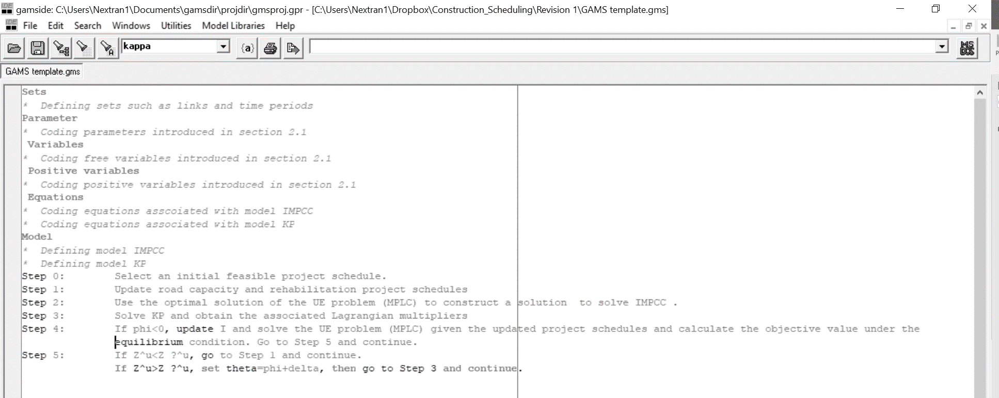 IDE gamside: C:\Users\Nextran1\Documents\gamsdir\projdir\gmsproj.gpr - [C:\Users\Nextran1\Dropbox\Construction_Scheduling\Revision 1\GAMS template.gms]
IDE File Edit Search Windows Utilities Model Libraries Help
kappa {a} MS DOS
GAMS template.gms
Sets
* Defining sets such as links and time periods
Parameter
* Coding parameters introduced in section 2.1
Variables
* Coding free variables introduced in section 2.1
Positive variables
* Coding positive variables introduced in section 2.1
Equations
* Coding equations asscoiated with model IMPCC
* Coding equations associated with model KP
Model
* Defining model IMPCC
* Defining model KP
Step 0: Select an initial feasible project schedule.
Step 1: Update road capacity and rehabilitation project schedules
Step 2: Use the optimal solution of the UE problem (MPLC) to construct a solution to solve IMPCC .
Step 3: Solve KP and obtain the associated Lagrangian multipliers
Step 4: If phi<0, update I and solve the UE problem (MPLC) given the updated project schedules and calculate the objective value under the
equilibrium condition. Go to Step 5 and continue.
Step 5: If Z^u<Z ?^u, go to Step 1 and continue.
If Z^u>Z ?^u, set theta=phi+delta, then go to Step 3 and continue.